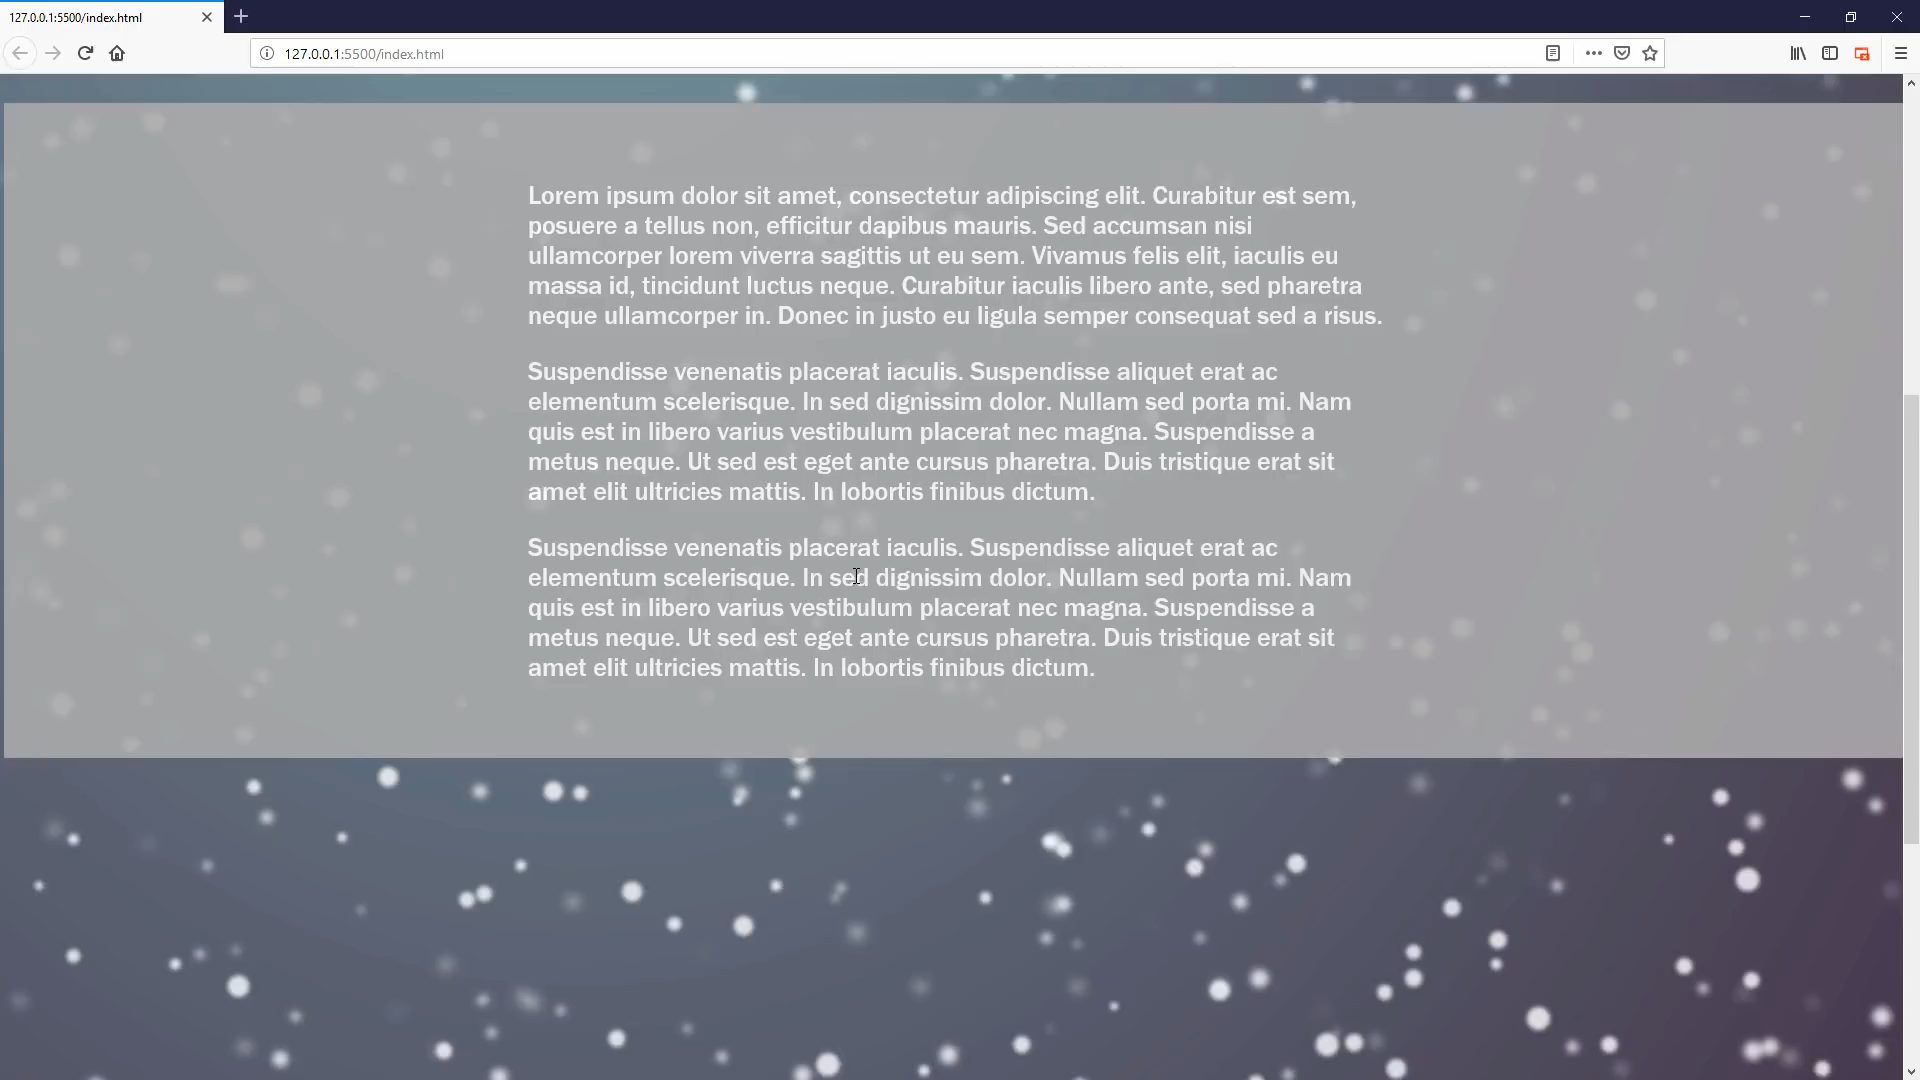 127.0.0.1:5500/index.html
127.0.0.1:5500/index.html
Lorem ipsum dolor sit amet, consectetur adipiscing elit. Curabitur est sem,
posuere a tellus non, efficitur dapibus mauris. Sed accumsan nisi
ullamcorper lorem viverra sagittis ut eu sem. Vivamus felis elit, iaculis eu
massa id, tincidunt luctus neque. Curabitur iaculis libero ante, sed pharetra
neque ullamcorper in. Donec in justo eu ligula semper consequat sed a risus.
Suspendisse venenatis placerat iaculis. Suspendisse aliquet erat ac
elementum scelerisque. In sed dignissim dolor. Nullam sed porta mi. Nam
quis est in libero varius vestibulum placerat nec magna. Suspendisse a
metus neque. Ut sed est eget ante cursus pharetra. Duis tristique erat sit
amet elit ultricies mattis. In lobortis finibus dictum.
Suspendisse venenatis placerat iaculis. Suspendisse aliquet erat ac
elementum scelerisque. In sed dignissim dolor. Nullam sed porta mi. Nam
quis est in libero varius vestibulum placerat nec magna. Suspendisse a
metus neque. Ut sed est eget ante cursus pharetra. Duis tristique erat sit
amet elit ultricies mattis. In lobortis finibus dictum.